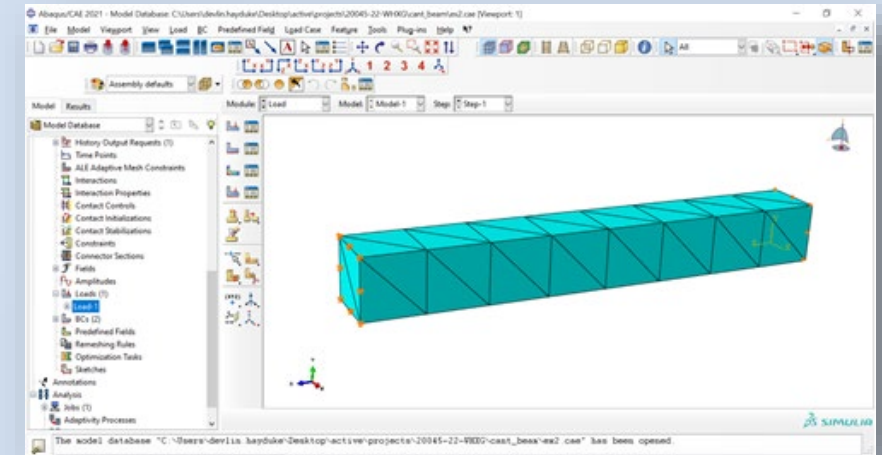 Abaqus/CAE 2021 - Model Database: C:\Users\devlin.hayduke\Desktop\active\projects\20045-22-WHXG\cant_beam\ex2.cae [Viewport: 1]
File Model Viewport View Load BC Predefined Field Load Case Feature Tools Plug-ins Help
All
1 2 3 4
Assembly defaults
Model Results
Module: Load Model: Model-1 Step: Step-1
Model Database
History Output Requests (1)
Time Points
ALE Adaptive Mesh Constraints
Interactions
Interaction Properties
Contact Controls
Contact Initializations
Contact Stabilizations
Constraints
Connector Sections
Fields
Amplitudes
Loads (1)
Load-1
BCs (2)
Predefined Fields
Remeshing Rules
Optimization Tasks
Sketches
Annotations
Analysis
Jobs (1)
Adaptivity Processes
SIMULIA
The model database "C:\Users\devlin.hayduke\Desktop\active\projects\20045-22-WHXG\cant_beam\ex2.cae" has been opened.